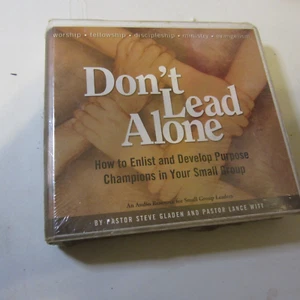 worship • fellowship • discipleship • ministry • evangelism
Don't
Lead
Alone
How to Enlist and Develop Purpose
Champions in Your Small Group
An Audio Resource for Small Group Leaders
BY PASTOR STEVE GLADEN AND PASTOR LANCE WITT